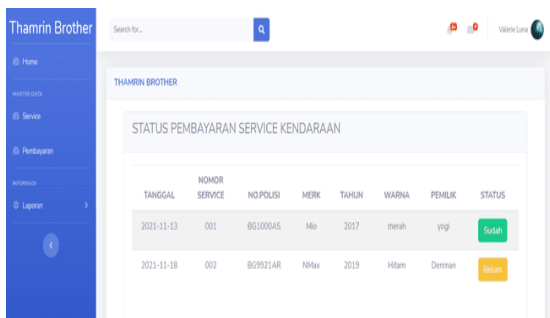 Thamrin Brother
Search for...
Valerie Luna
Home
MASTER DATA
Service
Pembayaran
INFORMASI
Laporan
THAMRIN BROTHER
STATUS PEMBAYARAN SERVICE KENDARAAN
TANGGAL NOMOR SERVICE NO.POLISI MERK TAHUN WARNA PEMILIK STATUS
2021-11-13 001 BG1000AS Mio 2017 merah yogi Sudah
2021-11-18 002 BG9921AR NMax 2019 Hitam Deriman Belum